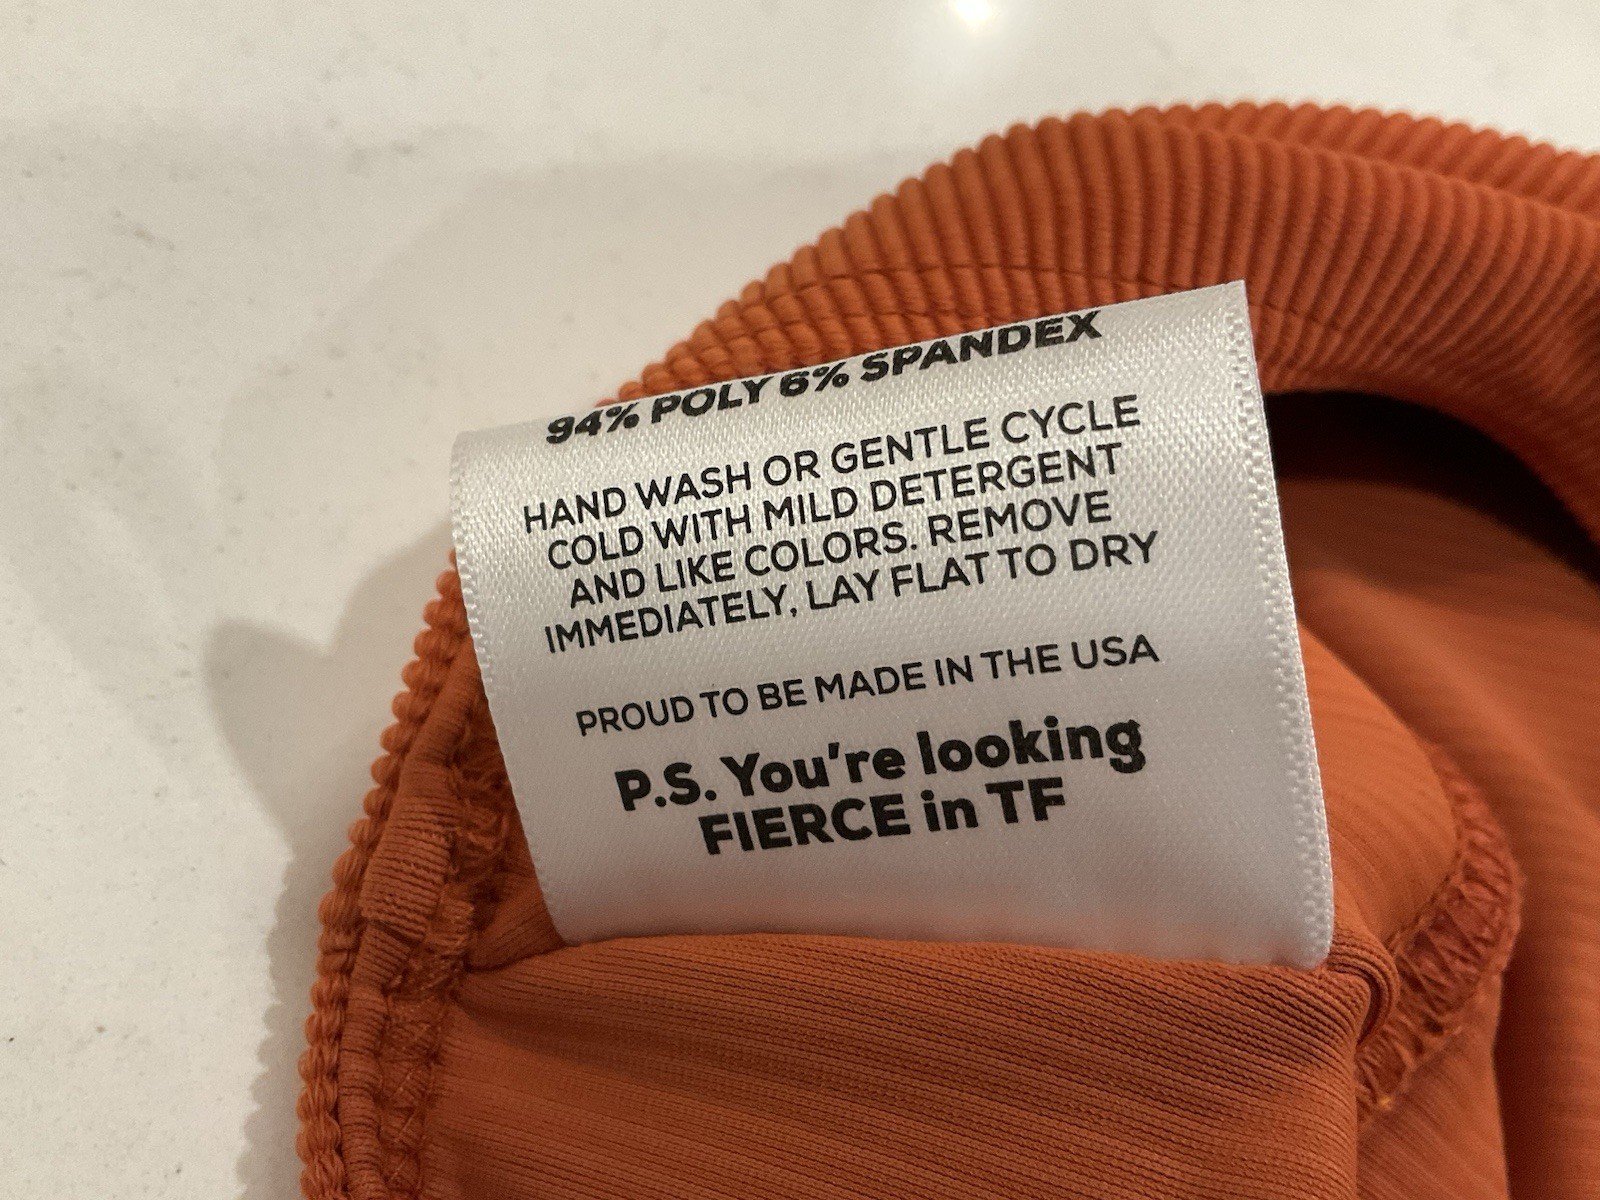 94% POLY 6% SPANDEX
HAND WASH OR GENTLE CYCLE
COLD WITH MILD DETERGENT
AND LIKE COLORS. REMOVE
IMMEDIATELY, LAY FLAT TO DRY
PROUD TO BE MADE IN THE USA
P.S. You're looking
FIERCE in TF